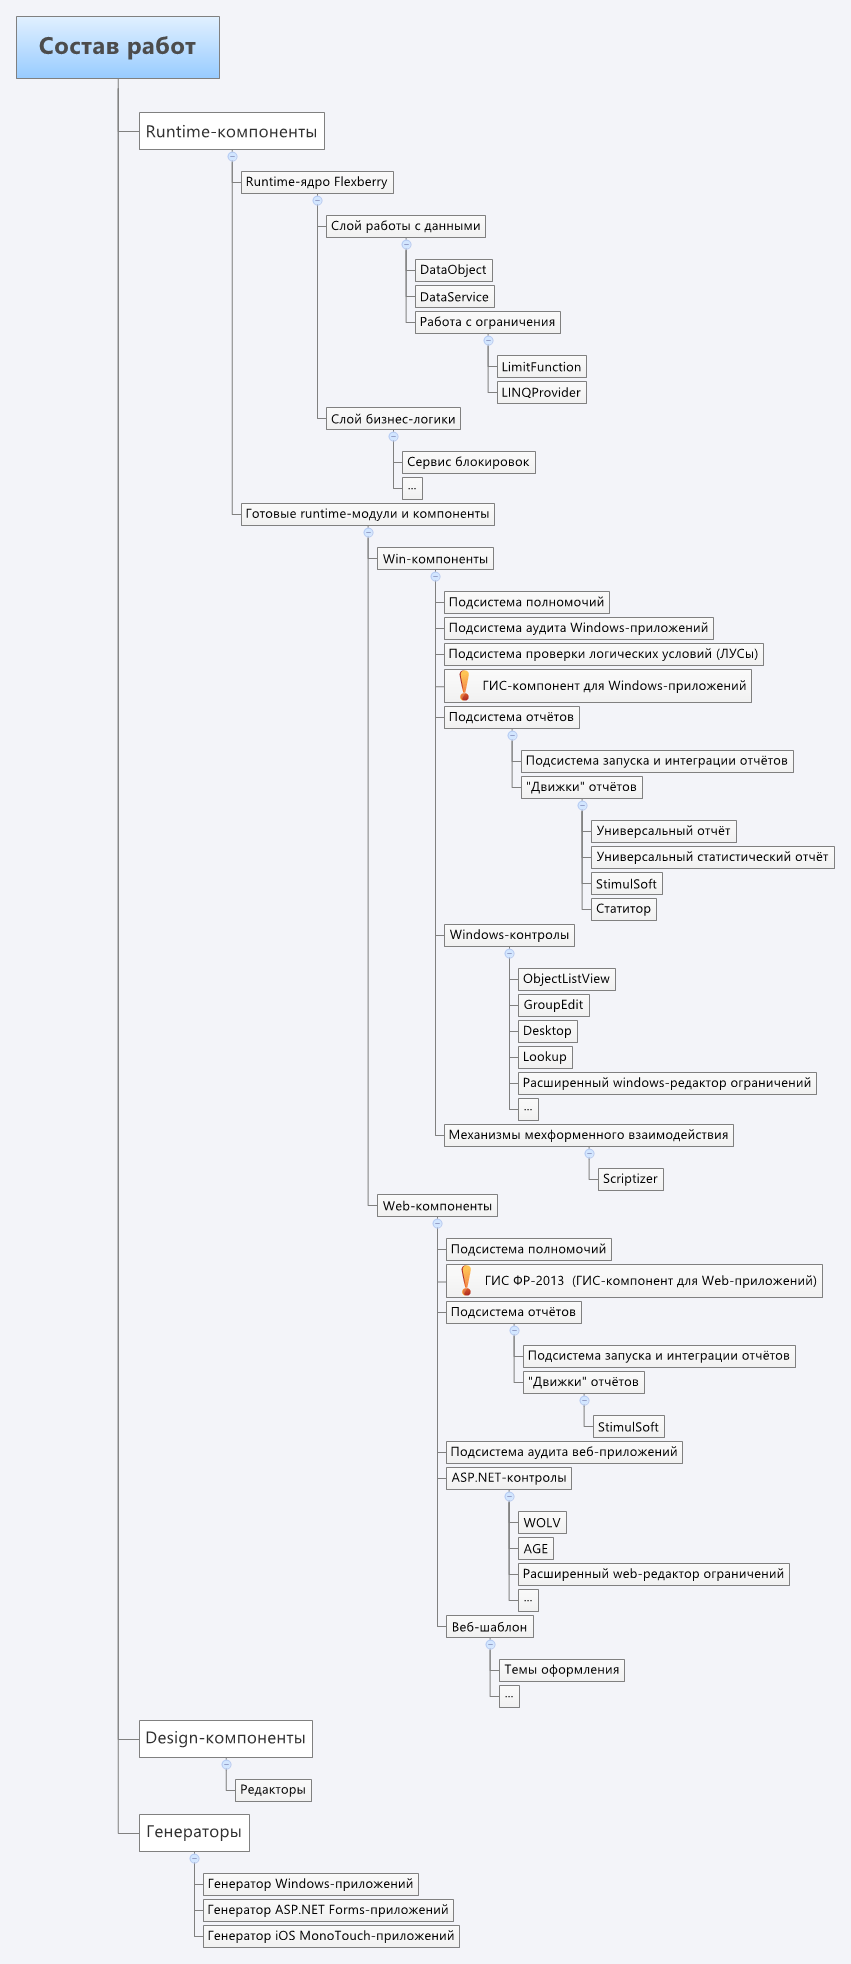 Состав работ
Runtime-компоненты
Runtime-ядро Flexberry
Слой работы с данными
DataObject
DataService
Работа с ограничения
LimitFunction
LINQProvider
Слой бизнес-логики
Сервис блокировок
...
Готовые runtime-модули и компоненты
Win-компоненты
Подсистема полномочий
Подсистема аудита Windows-приложений
Подсистема проверки логических условий (ЛУСы)
ГИС-компонент для Windows-приложений
Подсистема отчётов
Подсистема запуска и интеграции отчётов
"Движки" отчётов
Универсальный отчёт
Универсальный статистический отчёт
StimulSoft
Статитор
Windows-контролы
ObjectListView
GroupEdit
Desktop
Lookup
Расширенный windows-редактор ограничений
...
Механизмы мехформенного взаимодействия
Scriptizer
Web-компоненты
Подсистема полномочий
ГИС ФР-2013  (ГИС-компонент для Web-приложений)
Подсистема отчётов
Подсистема запуска и интеграции отчётов
"Движки" отчётов
StimulSoft
Подсистема аудита веб-приложений
ASP.NET-контролы
WOLV
AGE
Расширенный web-редактор ограничений
...
Веб-шаблон
Темы оформления
...
Design-компоненты
Редакторы
Генераторы
Генератор Windows-приложений
Генератор ASP.NET Forms-приложений
Генератор iOS MonoTouch-приложений